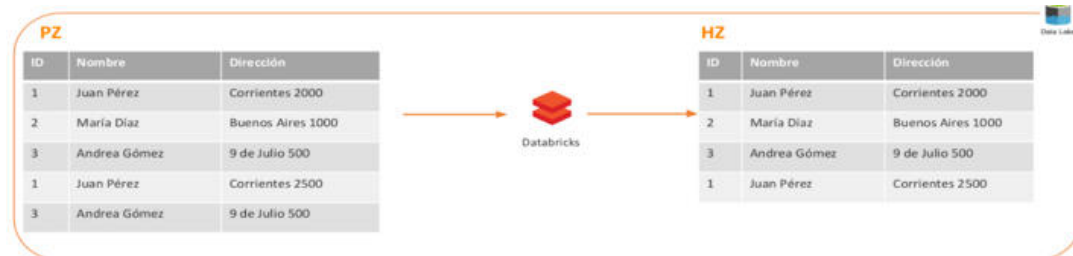 PZ
ID Nombre Dirección
1 Juan Pérez Corrientes 2000
2 María Díaz Buenos Aires 1000
3 Andrea Gómez 9 de Julio 500
1 Juan Pérez Corrientes 2500
3 Andrea Gómez 9 de Julio 500
Databricks
HZ
ID Nombre Dirección
1 Juan Pérez Corrientes 2000
2 María Díaz Buenos Aires 1000
3 Andrea Gómez 9 de Julio 500
1 Juan Pérez Corrientes 2500
Data Lake